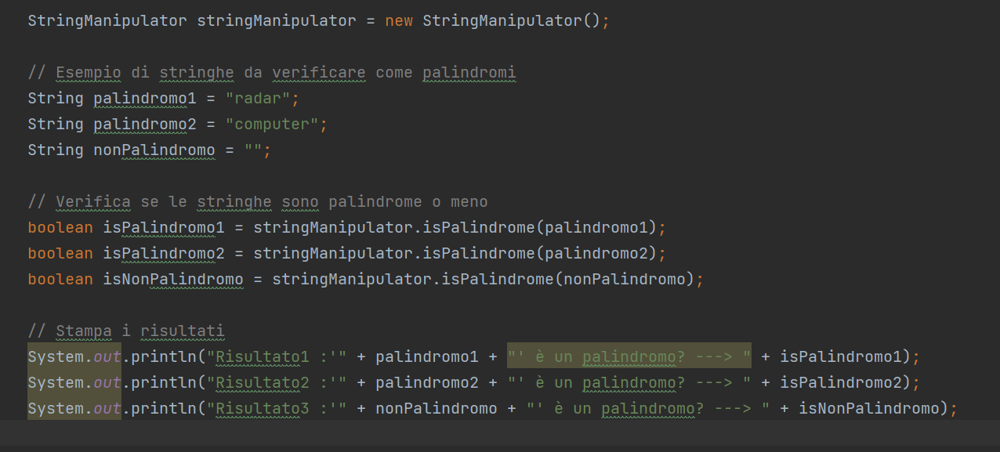 StringManipulator stringManipulator = new StringManipulator();
// Esempio di stringhe da verificare come palindromi
String palindromo1 = "radar";
String palindromo2 = "computer";
String nonPalindromo = "";
// Verifica se le stringhe sono palindrome o meno
boolean isPalindromo1 = stringManipulator.isPalindrome(palindromo1);
boolean isPalindromo2 = stringManipulator.isPalindrome(palindromo2);
boolean isNonPalindromo = stringManipulator.isPalindrome(nonPalindromo);
// Stampa i risultati
System.out.println("Risultato1 :'" + palindromo1 + "' è un palindromo? ---> " + isPalindromo1);
System.out.println("Risultato2 :'" + palindromo2 + "' è un palindromo? ---> " + isPalindromo2);
System.out.println("Risultato3 :'" + nonPalindromo + "' è un palindromo? ---> " + isNonPalindromo);